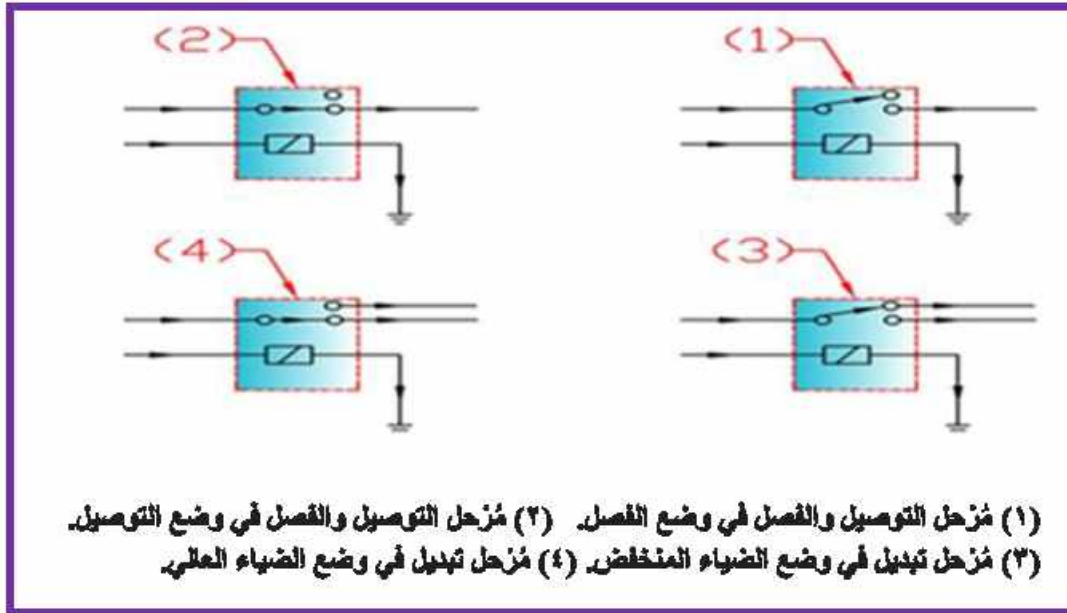 (1) (2)
(3) (4)
(١) مُرْحل التوصيل والفصل في وضع الفصل. (٢) مُرْحل التوصيل والفصل في وضع التوصيل.
(٣) مُرْحل تبديل في وضع الضياء المنخفض. (٤) مُرْحل تبديل في وضع الضياء العالي.